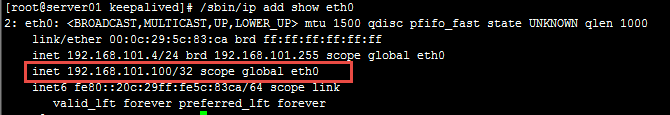 [root@server01 keepalived]# /sbin/ip add show eth0
2: eth0: <BROADCAST,MULTICAST,UP,LOWER_UP> mtu 1500 qdisc pfifo_fast state UNKNOWN qlen 1000
link/ether 00:0c:29:5c:83:ca brd ff:ff:ff:ff:ff:ff
inet 192.168.101.4/24 brd 192.168.101.255 scope global eth0
inet 192.168.101.100/32 scope global eth0
inet6 fe80::20c:29ff:fe5c:83ca/64 scope link
valid_lft forever preferred_lft forever